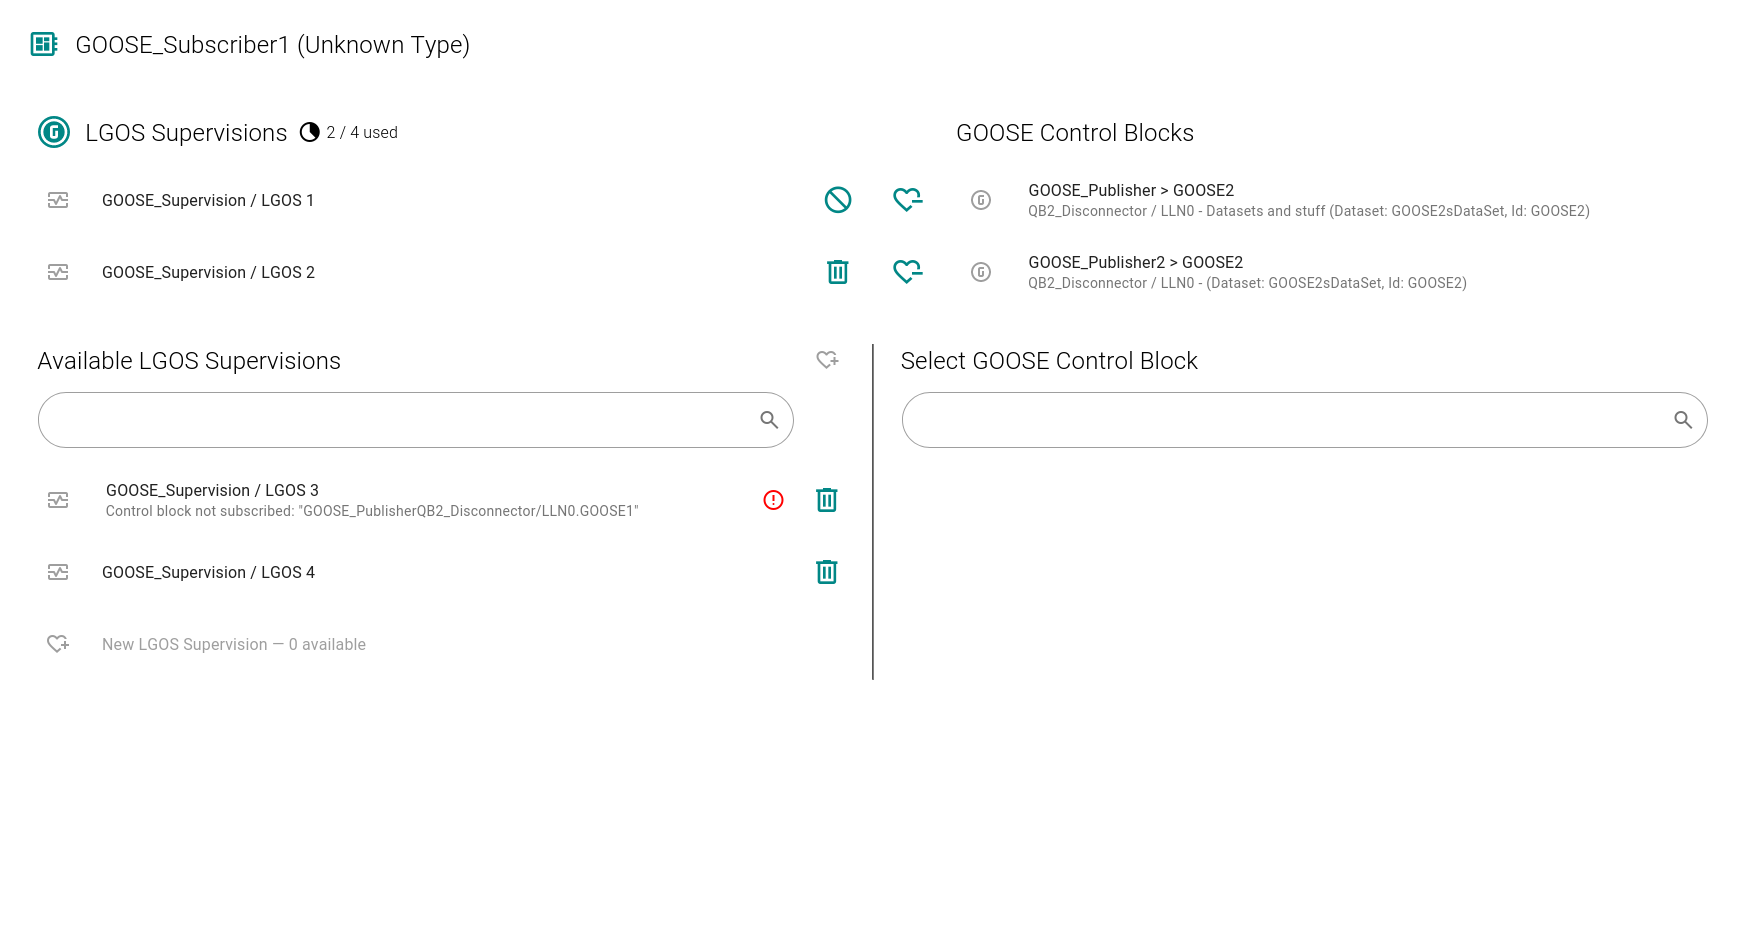 GOOSE_Subscriber1 (Unknown Type)
LGOS Supervisions 2 / 4 used
GOOSE Control Blocks
GOOSE_Supervision / LGOS 1
GOOSE_Publisher > GOOSE2
QB2_Disconnector / LLN0 - Datasets and stuff (Dataset: GOOSE2sDataSet, Id: GOOSE2)
GOOSE_Supervision / LGOS 2
GOOSE_Publisher2 > GOOSE2
QB2_Disconnector / LLN0 - (Dataset: GOOSE2sDataSet, Id: GOOSE2)
Available LGOS Supervisions
GOOSE_Supervision / LGOS 3
Control block not subscribed: "GOOSE_PublisherQB2_Disconnector/LLN0.GOOSE1"
GOOSE_Supervision / LGOS 4
New LGOS Supervision — 0 available
Select GOOSE Control Block